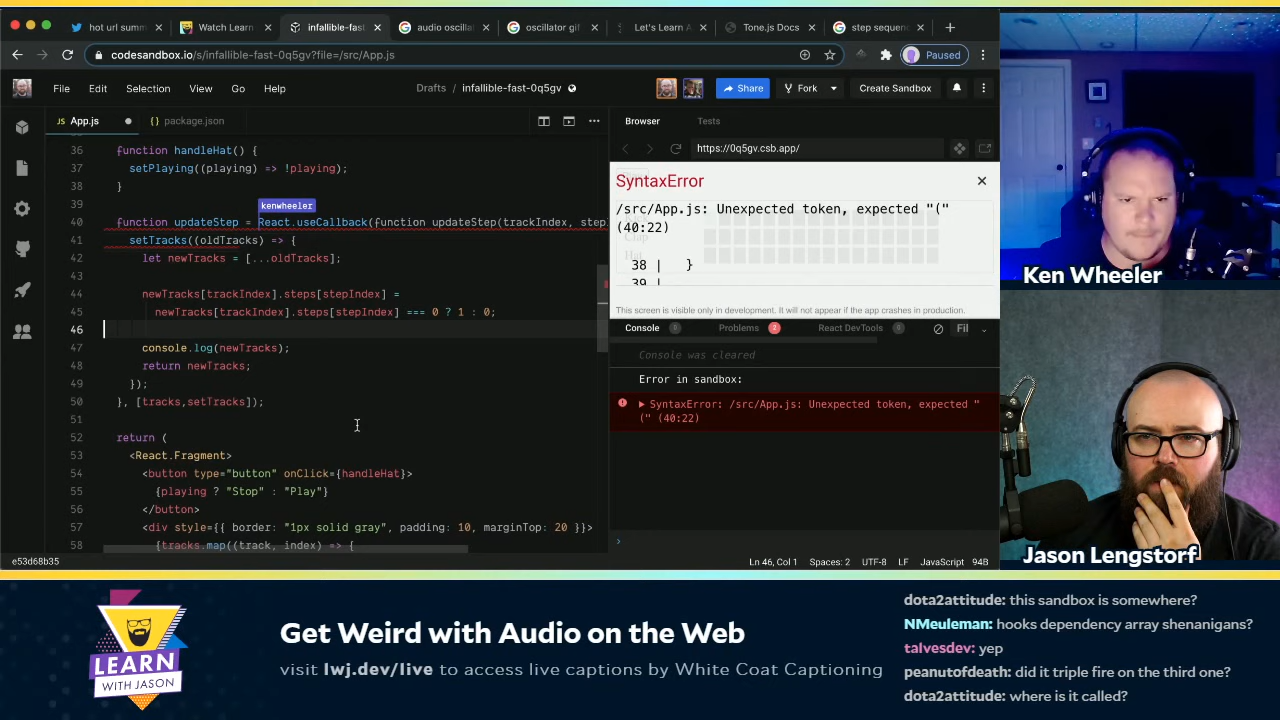 hot url summ
Watch Learn
infallible-fast
audio oscilla
oscillator gif
Let's Learn A
Tone.js Docs
step sequenc
codesandbox.io/s/infallible-fast-0q5gv?file=/src/App.js
Paused
File Edit Selection View Go Help
Drafts / infallible-fast-0q5gv
Share
Fork
Create Sandbox
JS App.js
{} package.json
Browser
Tests
https://0q5gv.csb.app/
36 function handleHat() {
37 setPlaying((playing) => !playing);
38 }
39
kenwheeler
40 function updateStep = React.useCallback(function updateStep(trackIndex, step
41 setTracks((oldTracks) => {
42 let newTracks = [...oldTracks];
43
44 newTracks[trackIndex].steps[stepIndex] =
45 newTracks[trackIndex].steps[stepIndex] === 0 ? 1 : 0;
46
47 console.log(newTracks);
48 return newTracks;
49 });
50 }, [tracks,setTracks]);
51
52 return (
53 <React.Fragment>
54 <button type="button" onClick={handleHat}>
55 {playing ? "Stop" : "Play"}
56 </button>
57 <div style={{ border: "1px solid gray", padding: 10, marginTop: 20 }}>
58 {tracks.map((track, index) => {
SyntaxError
/src/App.js: Unexpected token, expected "("
(40:22)
38 | }
39 |
This screen is visible only in development. It will not appear if the app crashes in production.
Console 0
Problems 2
React DevTools 0
Fil
Console was cleared
Error in sandbox:
SyntaxError: /src/App.js: Unexpected token, expected "
(" (40:22)
e53d68b35
Ln 46, Col 1 Spaces: 2 UTF-8 LF JavaScript 94B
Ken Wheeler
Jason Lengstorf
LEARN
WITH JASON
Get Weird with Audio on the Web
visit lwj.dev/live to access live captions by White Coat Captioning
dota2attitude: this sandbox is somewhere?
NMeuleman: hooks dependency array shenanigans?
talvesdev: yep
peanutofdeath: did it triple fire on the third one?
dota2attitude: where is it called?